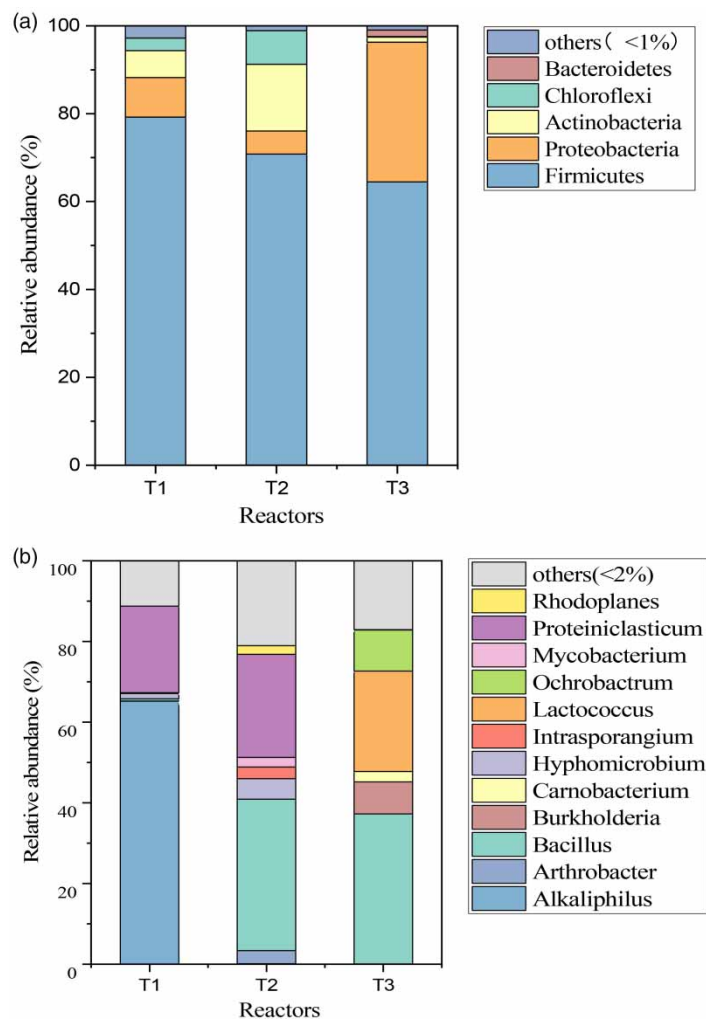 (a)
100
80
60
40
20
0
Relative abundance (%)
T1 T2 T3
Reactors
others（ <1%）
Bacteroidetes
Chloroflexi
Actinobacteria
Proteobacteria
Firmicutes
(b)
100
80
60
40
20
0
Relative abundance (%)
T1 T2 T3
Reactors
others(<2%)
Rhodoplanes
Proteiniclasticum
Mycobacterium
Ochrobactrum
Lactococcus
Intrasporangium
Hyphomicrobium
Carnobacterium
Burkholderia
Bacillus
Arthrobacter
Alkaliphilus